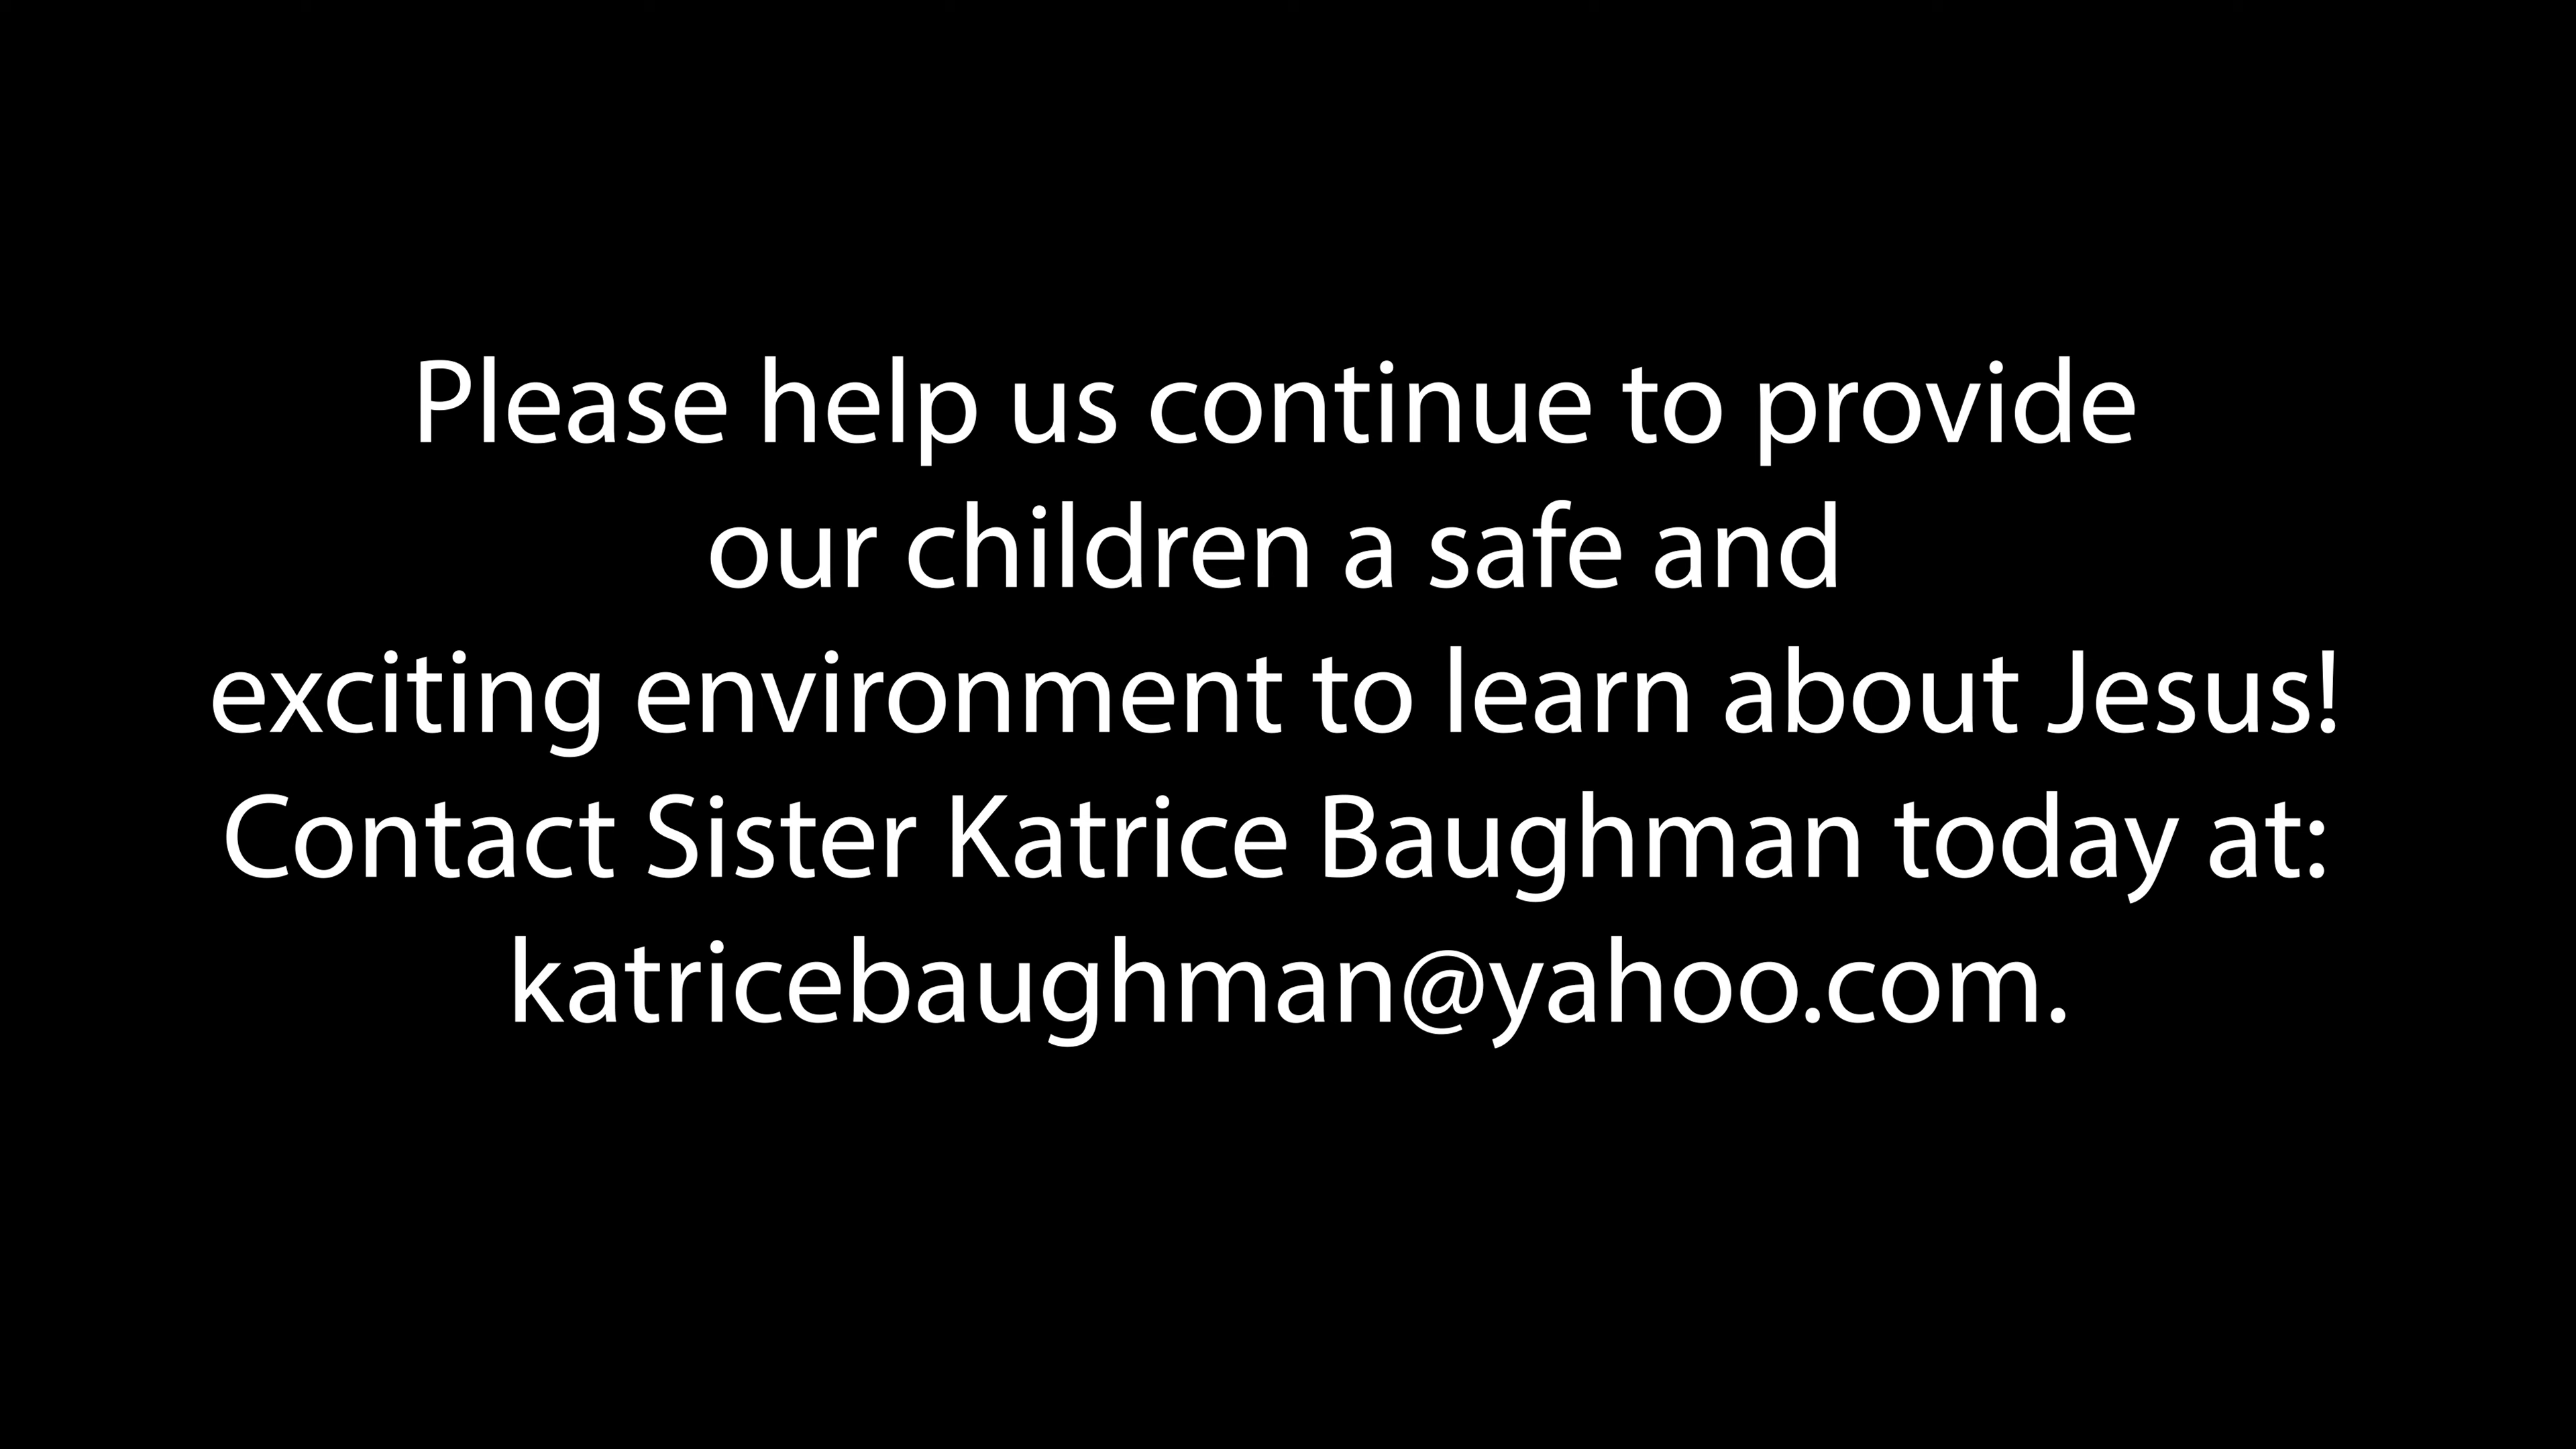 Please help us continue to provide
our children a safe and
exciting environment to learn about Jesus!
Contact Sister Katrice Baughman today at:
katricebaughman@yahoo.com.